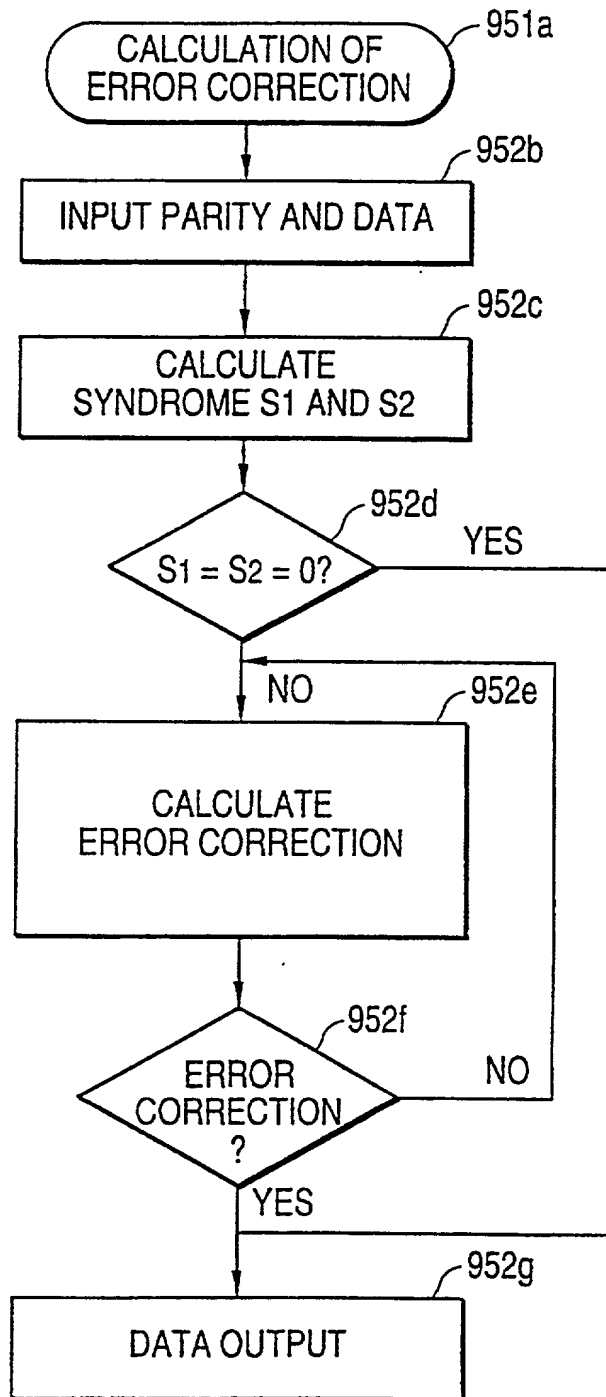 951a
CALCULATION OF
ERROR CORRECTION
952b
INPUT PARITY AND DATA
952c
CALCULATE
SYNDROME S1 AND S2
952d
YES
S1 = S2 = 0?
NO
952e
CALCULATE
ERROR CORRECTION
952f
ERROR
CORRECTION
?
NO
YES
952g
DATA OUTPUT